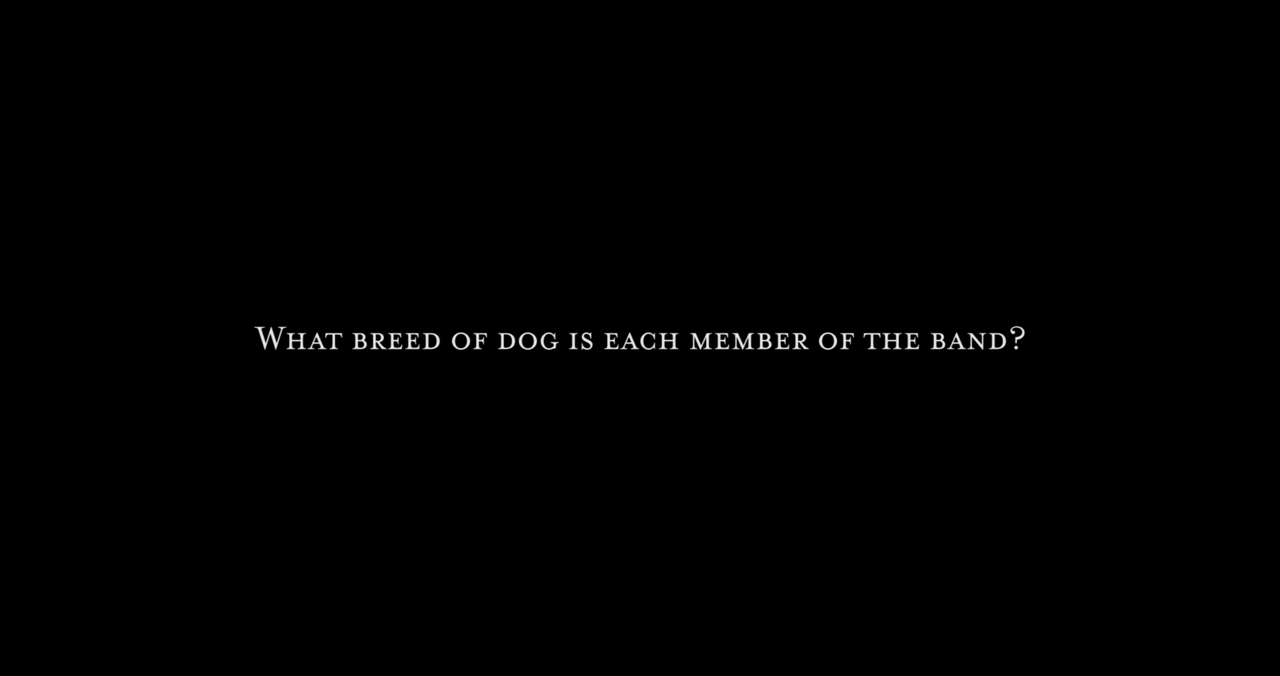 What breed of dog is each member of the band?